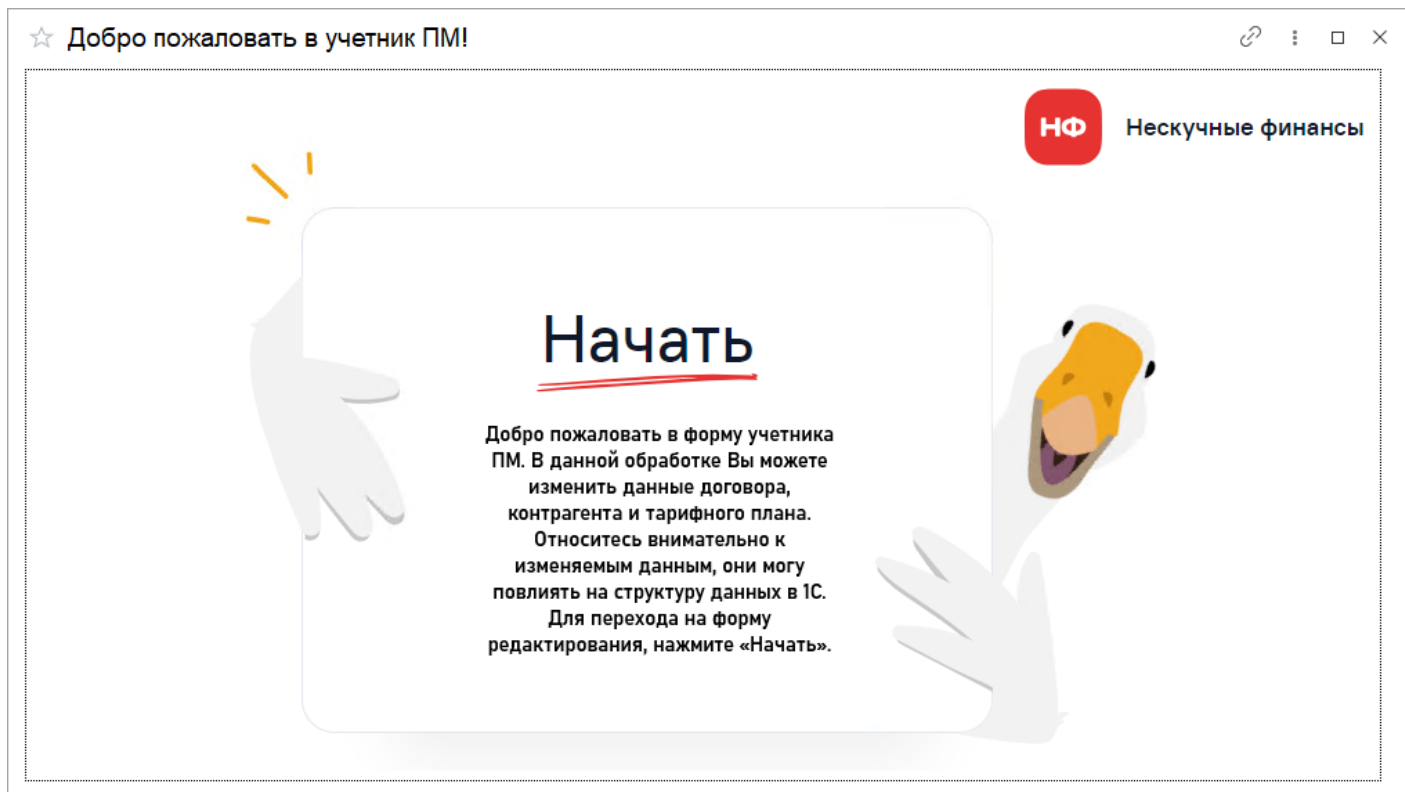 Добро пожаловать в учетник ПМ!
НФ
Нескучные финансы
Начать
Добро пожаловать в форму учетника
ПМ. В данной обработке Вы можете
изменить данные договора,
контрагента и тарифного плана.
Относитесь внимательно к
изменяемым данным, они могу
повлиять на структуру данных в 1С.
Для перехода на форму
редактирования, нажмите «Начать».